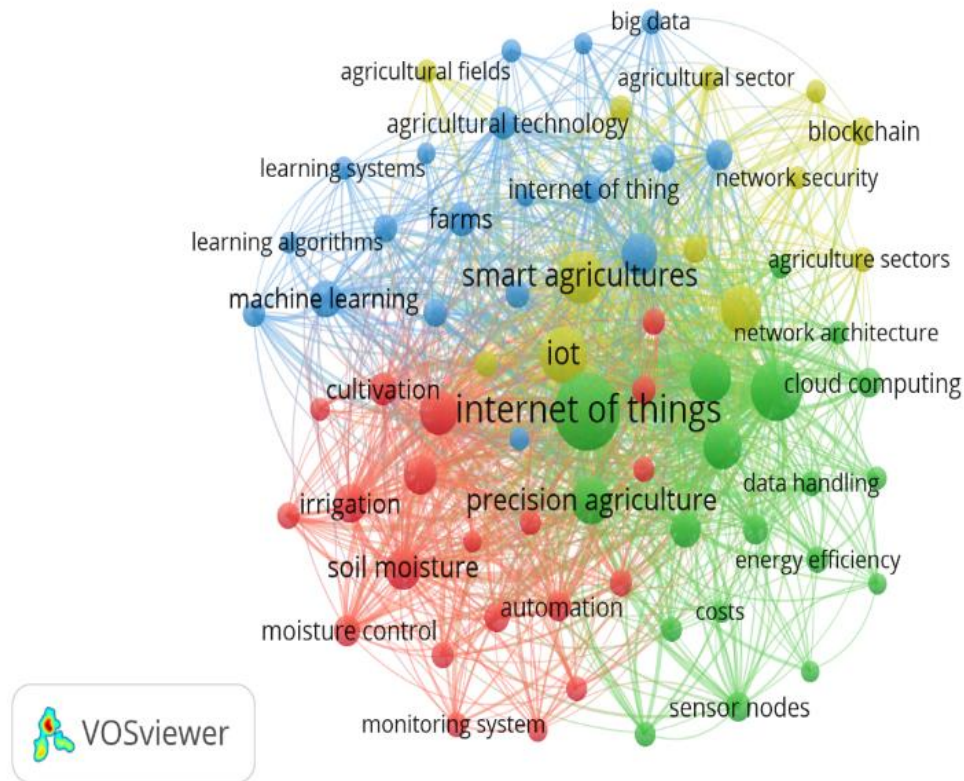 big data
agricultural fields
agricultural sector
agricultural technology
blockchain
learning systems
internet of thing
network security
farms
learning algorithms
agriculture sectors
smart agricultures
machine learning
network architecture
iot
cultivation
cloud computing
internet of things
data handling
precision agriculture
irrigation
energy efficiency
soil moisture
automation
costs
moisture control
sensor nodes
monitoring system
VOSviewer